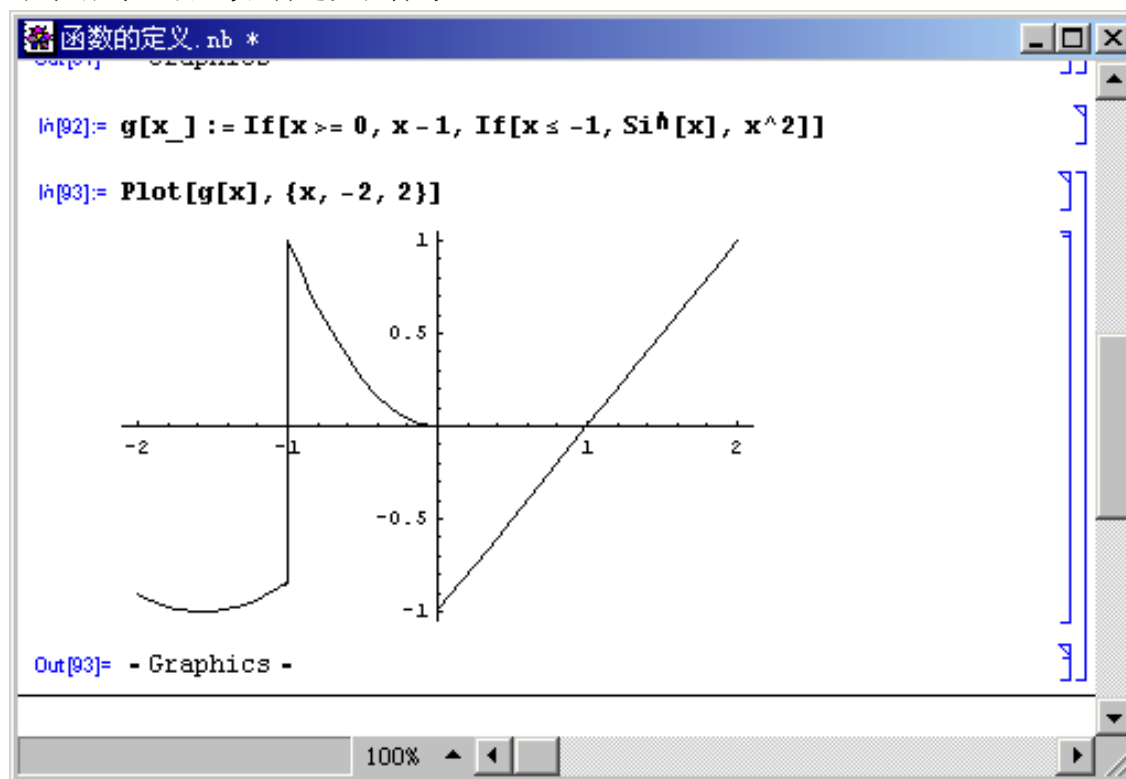 函数的定义.nb *
In[92]:= g[x_] := If[x >= 0, x - 1, If[x ≤ -1, Sin[x], x^2]]
In[93]:= Plot[g[x], {x, -2, 2}]
1
0.5
-2 -1 1 2
-0.5
-1
Out[93]= - Graphics -
100%